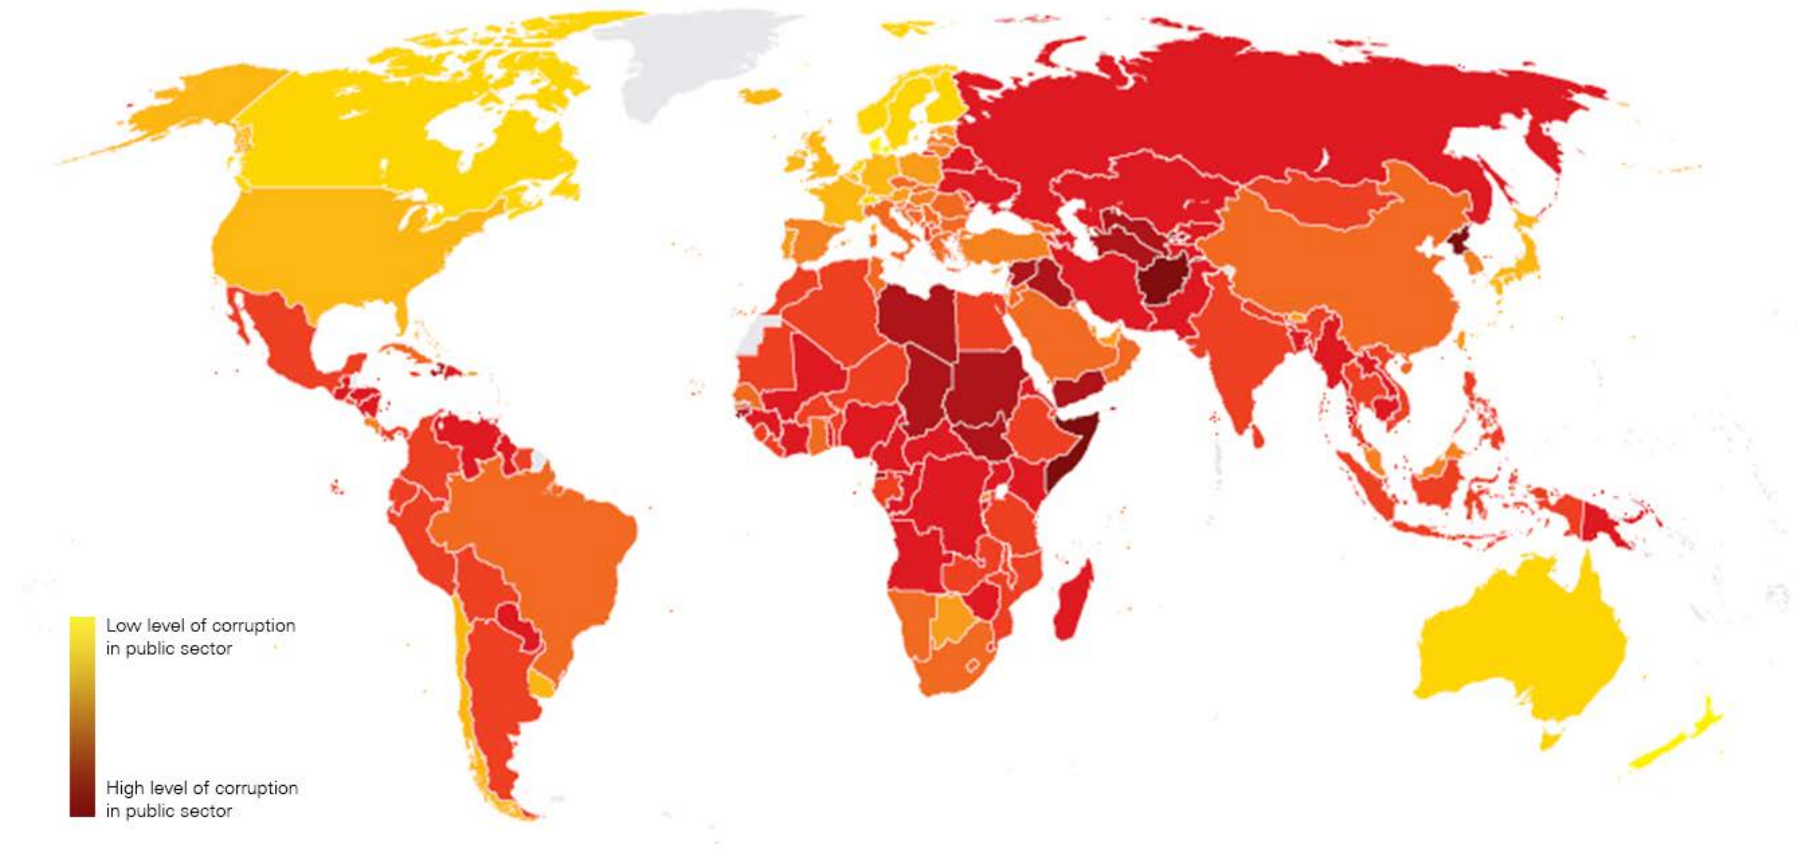 Low level of corruption
in public sector
High level of corruption
in public sector